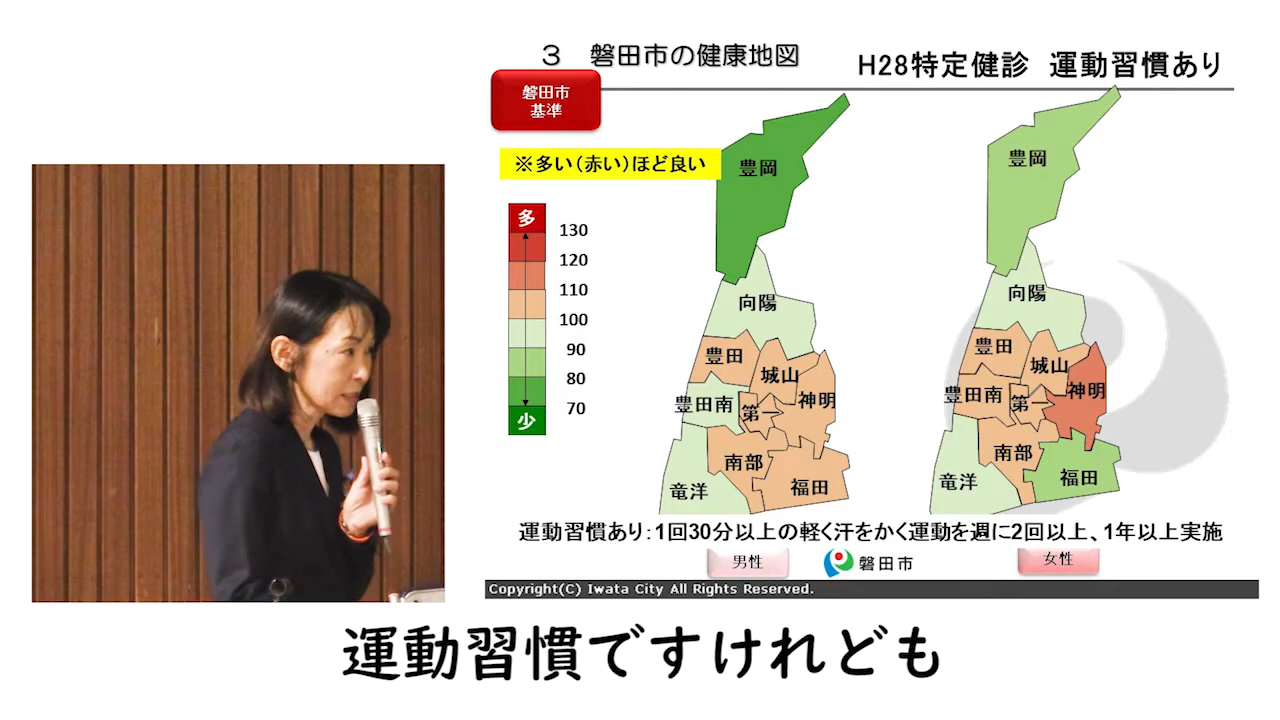 3 磐田市の健康地図
H28特定健診 運動習慣あり
磐田市
基準
※多い(赤い)ほど良い
多
130
120
110
100
90
80
70
少
豊岡
向陽
豊田
城山
豊田南
第一
神明
南部
竜洋
福田
豊岡
向陽
豊田
城山
豊田南
第一
神明
南部
竜洋
福田
運動習慣あり:1回30分以上の軽く汗をかく運動を週に2回以上、1年以上実施
男性
磐田市
女性
Copyright(C) Iwata City All Rights Reserved.
運動習慣ですけれども